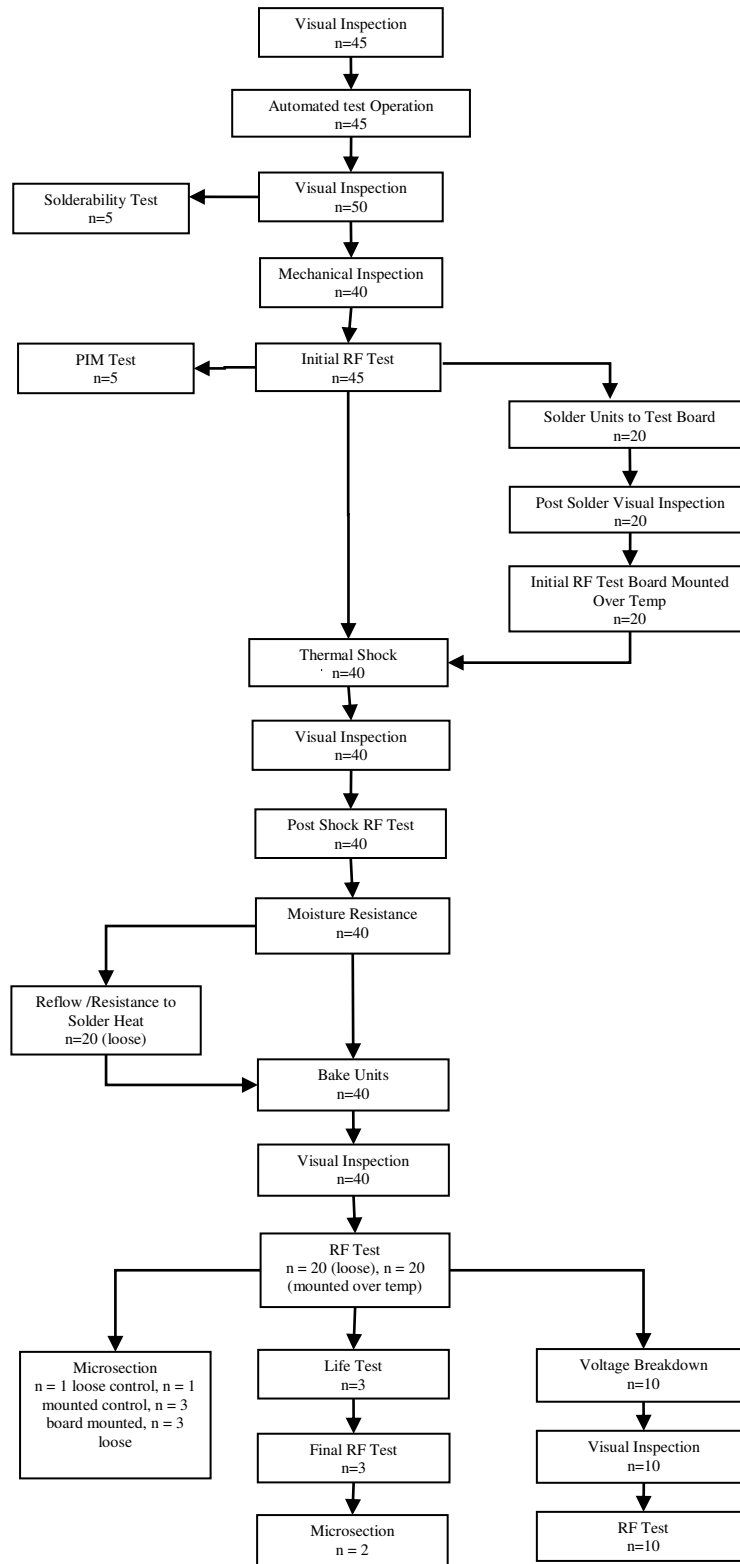 Visual Inspection
n=45
Automated test Operation
n=45
Visual Inspection
n=50
Solderability Test
n=5
Mechanical Inspection
n=40
PIM Test
n=5
Initial RF Test
n=45
Solder Units to Test Board
n=20
Post Solder Visual Inspection
n=20
Initial RF Test Board Mounted
Over Temp
n=20
Thermal Shock
n=40
Visual Inspection
n=40
Post Shock RF Test
n=40
Moisture Resistance
n=40
Reflow /Resistance to
Solder Heat
n=20 (loose)
Bake Units
n=40
Visual Inspection
n=40
RF Test
n = 20 (loose), n = 20
(mounted over temp)
Microsection
n = 1 loose control, n = 1
mounted control, n = 3
board mounted, n = 3
loose
Life Test
n=3
Final RF Test
n=3
Microsection
n = 2
Voltage Breakdown
n=10
Visual Inspection
n=10
RF Test
n=10